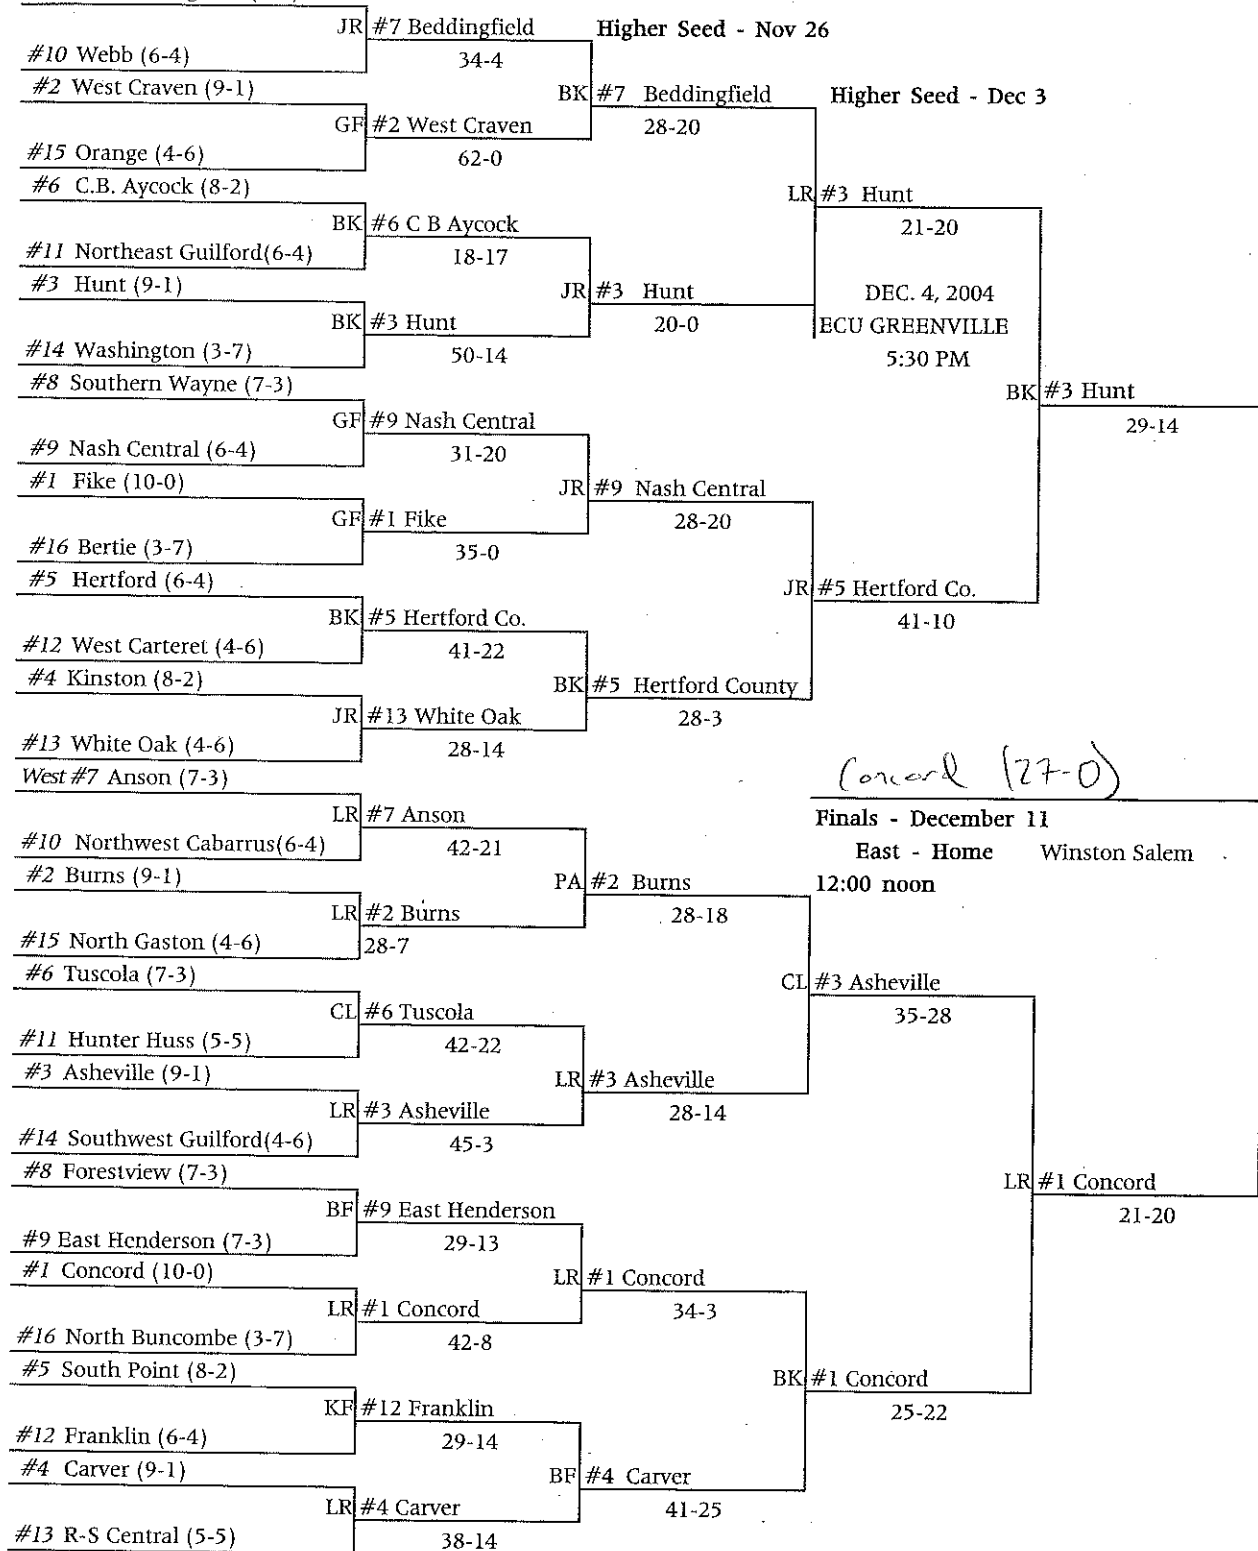 JR #7 Beddingfield
Higher Seed - Nov 26
#10 Webb (6-4)
34-4
#2 West Craven (9-1)
BK #7 Beddingfield
Higher Seed - Dec 3
GF #2 West Craven
28-20
#15 Orange (4-6)
62-0
#6 C.B. Aycock (8-2)
LR #3 Hunt
BK #6 C B Aycock
21-20
#11 Northeast Guilford(6-4)
18-17
#3 Hunt (9-1)
JR #3 Hunt
DEC. 4, 2004
BK #3 Hunt
20-0
ECU GREENVILLE
#14 Washington (3-7)
50-14
5:30 PM
#8 Southern Wayne (7-3)
BK #3 Hunt
GF #9 Nash Central
29-14
#9 Nash Central (6-4)
31-20
#1 Fike (10-0)
JR #9 Nash Central
GF #1 Fike
28-20
#16 Bertie (3-7)
35-0
#5 Hertford (6-4)
JR #5 Hertford Co.
BK #5 Hertford Co.
41-10
#12 West Carteret (4-6)
41-22
#4 Kinston (8-2)
BK #5 Hertford County
JR #13 White Oak
28-3
#13 White Oak (4-6)
28-14
West #7 Anson (7-3)
Concord (27-0)
LR #7 Anson
Finals - December 11
#10 Northwest Cabarrus(6-4)
42-21
East - Home Winston Salem
#2 Burns (9-1)
PA #2 Burns
12:00 noon
LR #2 Burns
28-18
#15 North Gaston (4-6)
28-7
#6 Tuscola (7-3)
CL #3 Asheville
CL #6 Tuscola
35-28
#11 Hunter Huss (5-5)
42-22
#3 Asheville (9-1)
LR #3 Asheville
LR #3 Asheville
28-14
#14 Southwest Guilford(4-6)
45-3
#8 Forestview (7-3)
LR #1 Concord
BF #9 East Henderson
21-20
#9 East Henderson (7-3)
29-13
#1 Concord (10-0)
LR #1 Concord
LR #1 Concord
34-3
#16 North Buncombe (3-7)
42-8
#5 South Point (8-2)
BK #1 Concord
KF #12 Franklin
25-22
#12 Franklin (6-4)
29-14
#4 Carver (9-1)
BF #4 Carver
LR #4 Carver
41-25
#13 R-S Central (5-5)
38-14